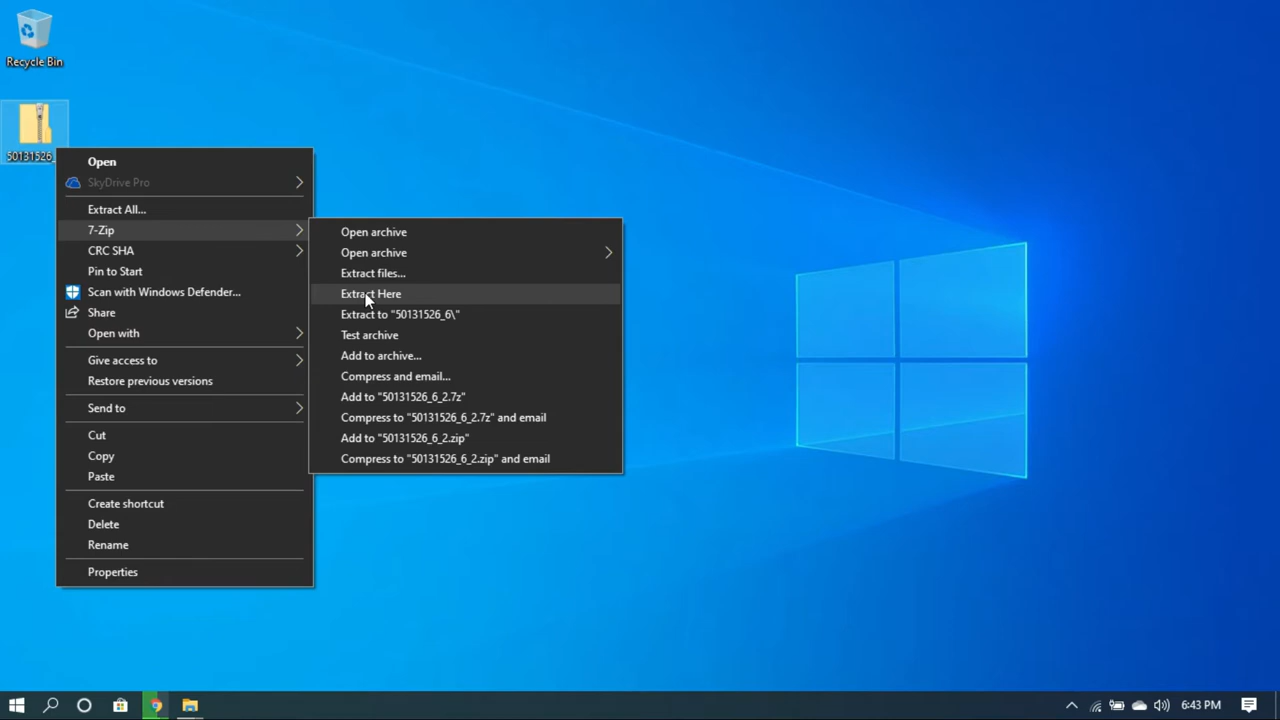 Recycle Bin
50131526_
Open
SkyDrive Pro
Extract All...
7-Zip
CRC SHA
Pin to Start
Scan with Windows Defender...
Share
Open with
Give access to
Restore previous versions
Send to
Cut
Copy
Paste
Create shortcut
Delete
Rename
Properties
Open archive
Open archive
Extract files...
Extract Here
Extract to "50131526_6\"
Test archive
Add to archive...
Compress and email...
Add to "50131526_6_2.7z"
Compress to "50131526_6_2.7z" and email
Add to "50131526_6_2.zip"
Compress to "50131526_6_2.zip" and email
6:43 PM